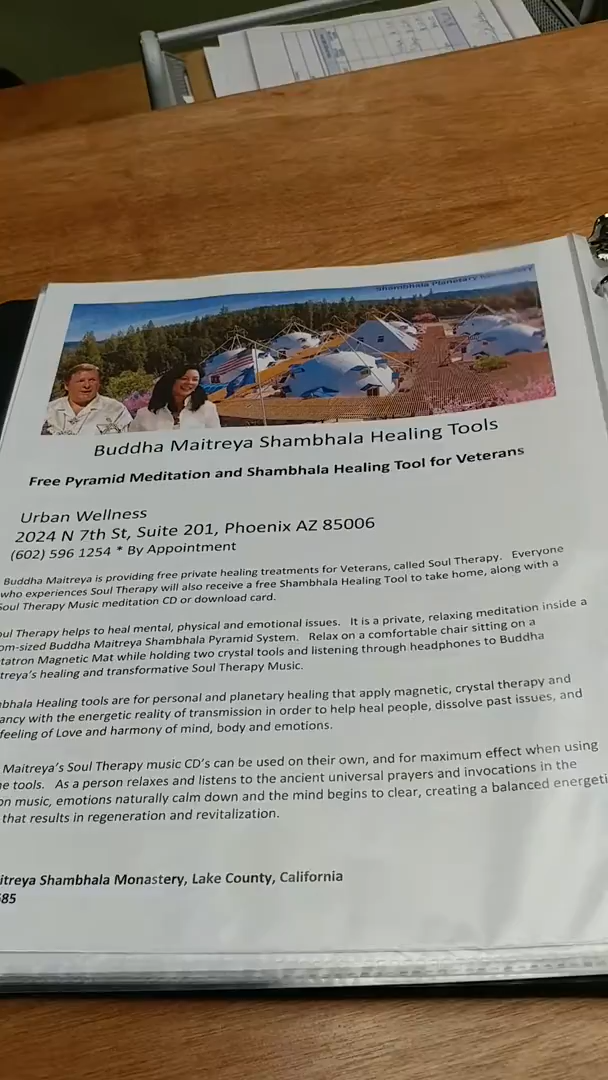 Shambhala Planetary
Buddha Maitreya Shambhala Healing Tools
Free Pyramid Meditation and Shambhala Healing Tool for Veterans
Urban Wellness
2024 N 7th St, Suite 201, Phoenix AZ 85006
(602) 596 1254 * By Appointment
Buddha Maitreya is providing free private healing treatments for Veterans, called Soul Therapy. Everyone
who experiences Soul Therapy will also receive a free Shambhala Healing Tool to take home, along with a
Soul Therapy Music meditation CD or download card.
oul Therapy helps to heal mental, physical and emotional issues. It is a private, relaxing meditation inside a
om-sized Buddha Maitreya Shambhala Pyramid System. Relax on a comfortable chair sitting on a
tatron Magnetic Mat while holding two crystal tools and listening through headphones to Buddha
treya's healing and transformative Soul Therapy Music.
bhala Healing tools are for personal and planetary healing that apply magnetic, crystal therapy and
ancy with the energetic reality of transmission in order to help heal people, dissolve past issues, and
feeling of Love and harmony of mind, body and emotions.
Maitreya's Soul Therapy music CD's can be used on their own, and for maximum effect when using
e tools. As a person relaxes and listens to the ancient universal prayers and invocations in the
on music, emotions naturally calm down and the mind begins to clear, creating a balanced energeti
that results in regeneration and revitalization.
itreya Shambhala Monastery, Lake County, California
585